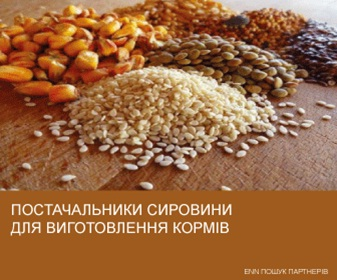 ПОСТАЧАЛЬНИКИ СИРОВИНИ
ДЛЯ ВИГОТОВЛЕННЯ КОРМІВ
ENN ПОШУК ПАРТНЕРІВ